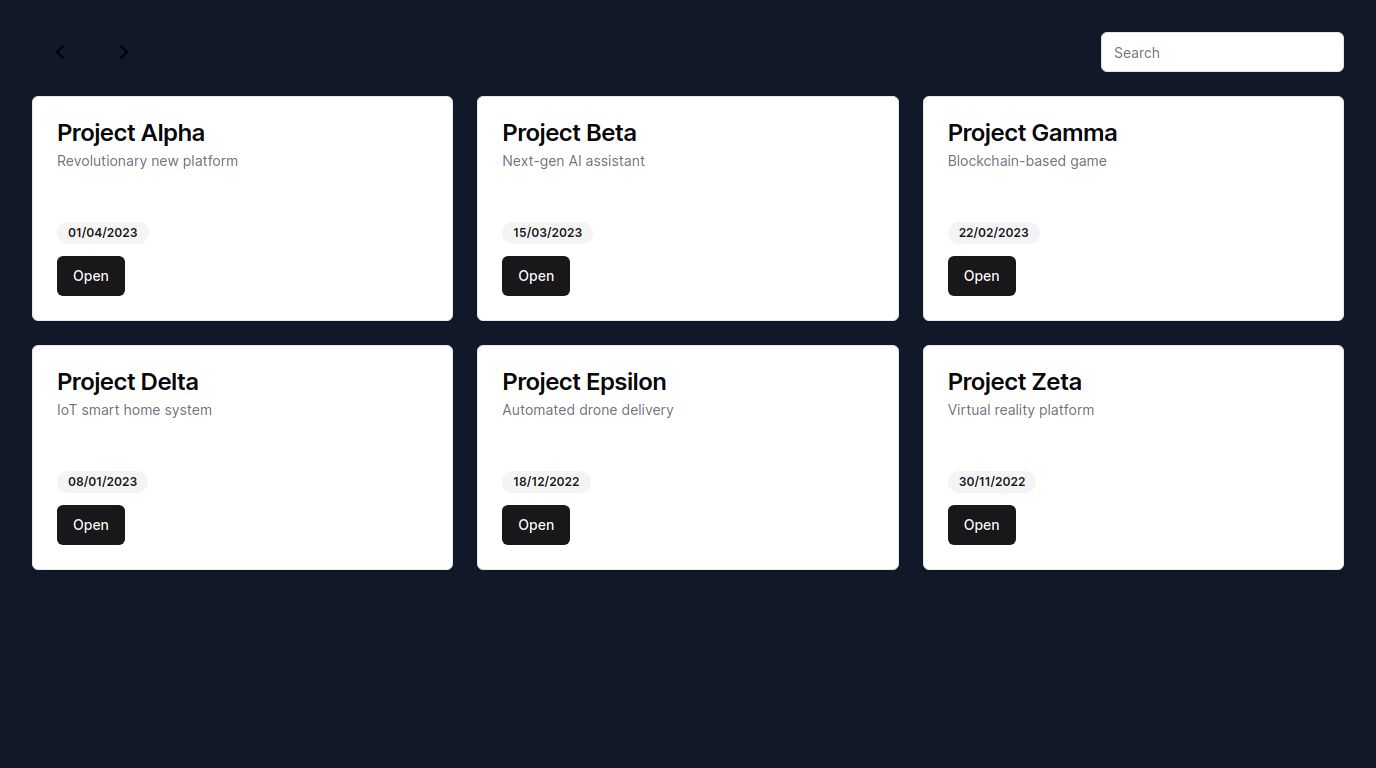 Search
Project Alpha
Revolutionary new platform
01/04/2023
Open
Project Beta
Next-gen AI assistant
15/03/2023
Open
Project Gamma
Blockchain-based game
22/02/2023
Open
Project Delta
IoT smart home system
08/01/2023
Open
Project Epsilon
Automated drone delivery
18/12/2022
Open
Project Zeta
Virtual reality platform
30/11/2022
Open